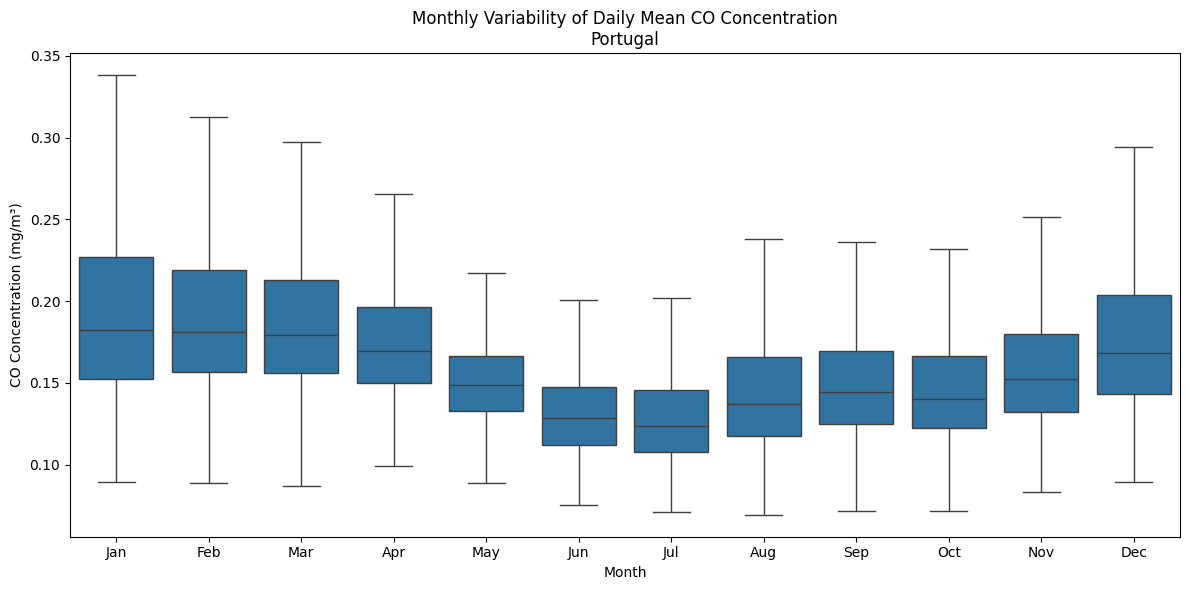 Monthly Variability of Daily Mean CO Concentration
Portugal
CO Concentration (mg/m³)
0.35
0.30
0.25
0.20
0.15
0.10
Jan Feb Mar Apr May Jun Jul Aug Sep Oct Nov Dec
Month